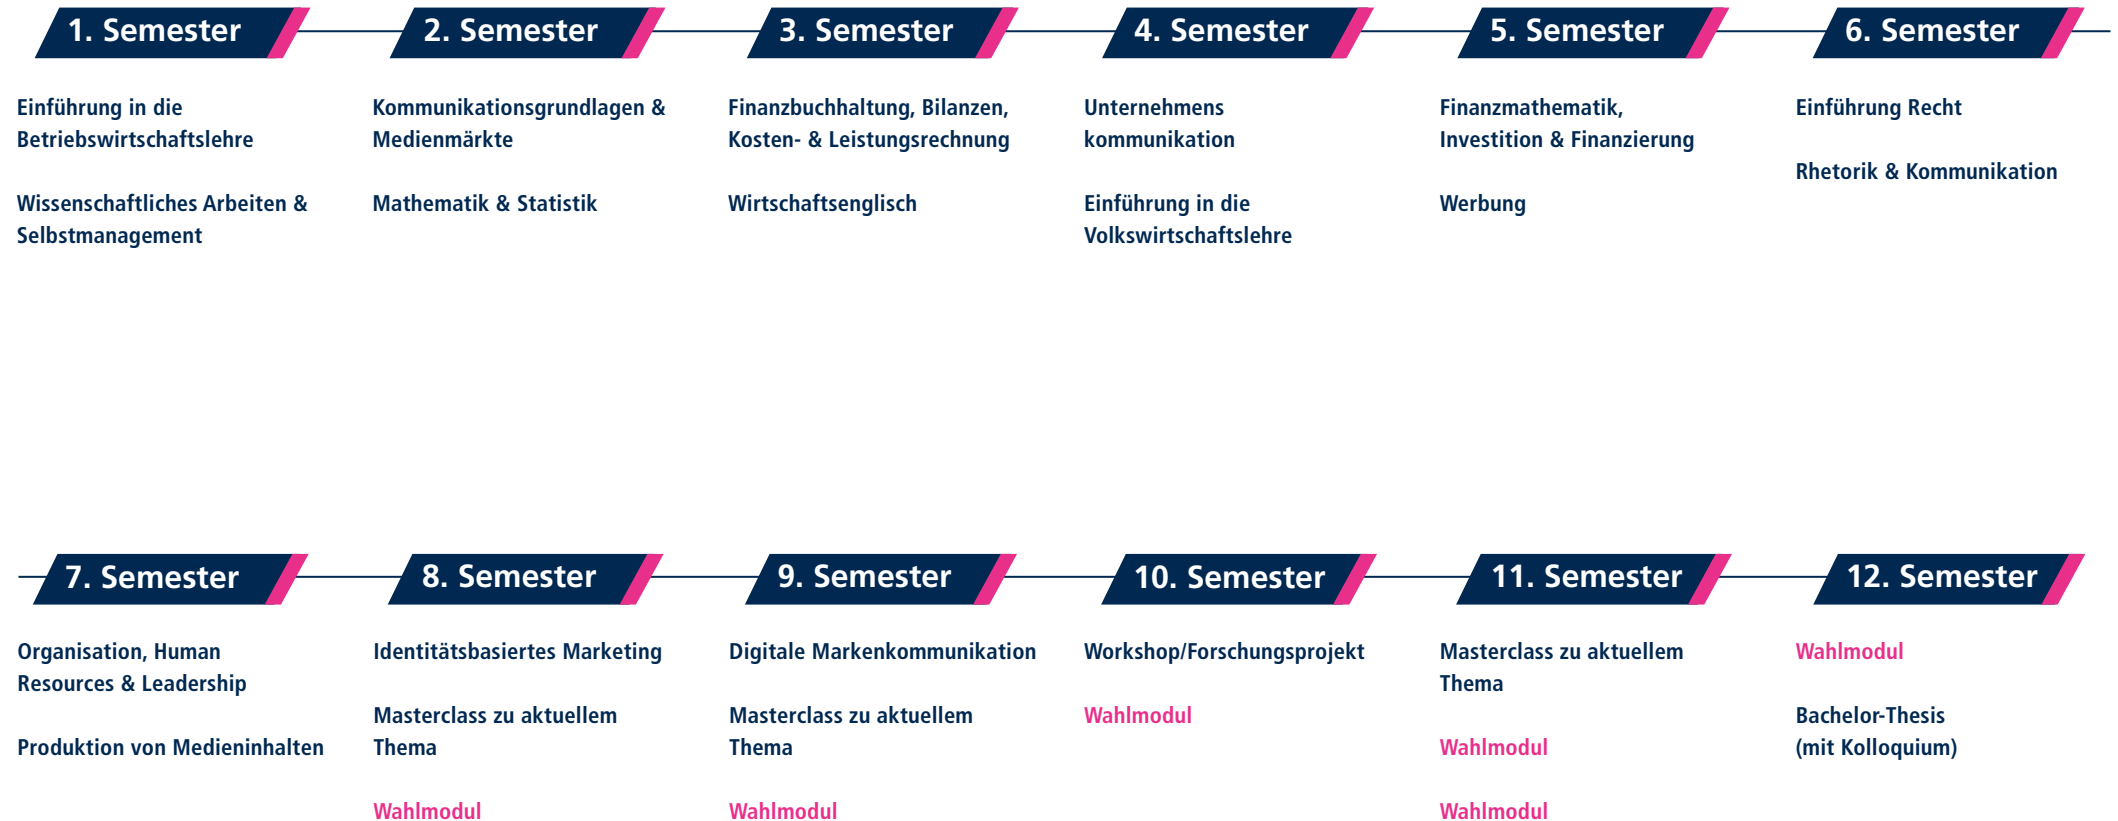 1. Semester
Einführung in die
Betriebswirtschaftslehre
Wissenschaftliches Arbeiten &
Selbstmanagement
2. Semester
Kommunikationsgrundlagen &
Medienmärkte
Mathematik & Statistik
3. Semester
Finanzbuchhaltung, Bilanzen,
Kosten- & Leistungsrechnung
Wirtschaftsenglisch
4. Semester
Unternehmens
kommunikation
Einführung in die
Volkswirtschaftslehre
5. Semester
Finanzmathematik,
Investition & Finanzierung
Werbung
6. Semester
Einführung Recht
Rhetorik & Kommunikation
7. Semester
Organisation, Human
Resources & Leadership
Produktion von Medieninhalten
8. Semester
Identitätsbasiertes Marketing
Masterclass zu aktuellem
Thema
Wahlmodul
9. Semester
Digitale Markenkommunikation
Masterclass zu aktuellem
Thema
Wahlmodul
10. Semester
Workshop/Forschungsprojekt
Wahlmodul
11. Semester
Masterclass zu aktuellem
Thema
Wahlmodul
Wahlmodul
12. Semester
Wahlmodul
Bachelor-Thesis
(mit Kolloquium)